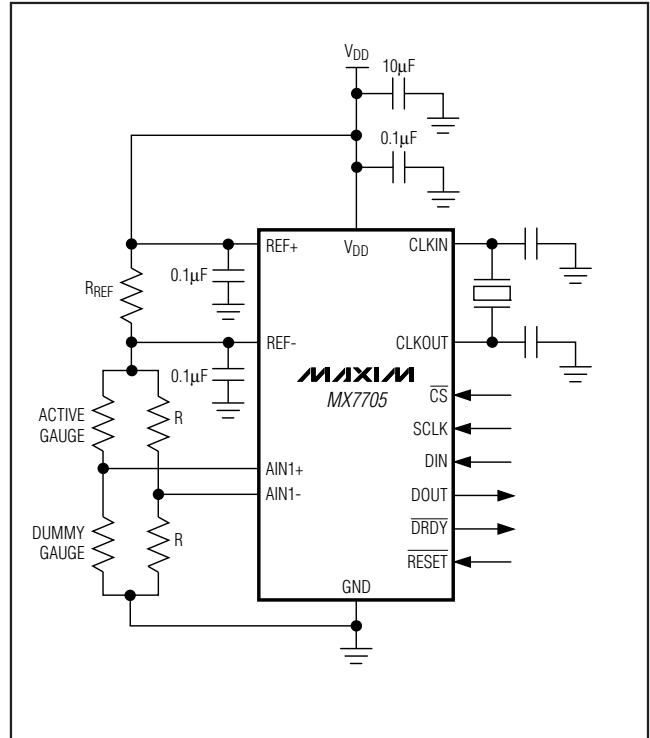 VDD
10µF
0.1µF
REF+
VDD
CLKIN
0.1µF
RREF
REF-
CLKOUT
0.1µF
MAXIM
MX7705
CS
ACTIVE
GAUGE
R
SCLK
DIN
AIN1+
AIN1-
DOUT
DUMMY
GAUGE
R
DRDY
RESET
GND